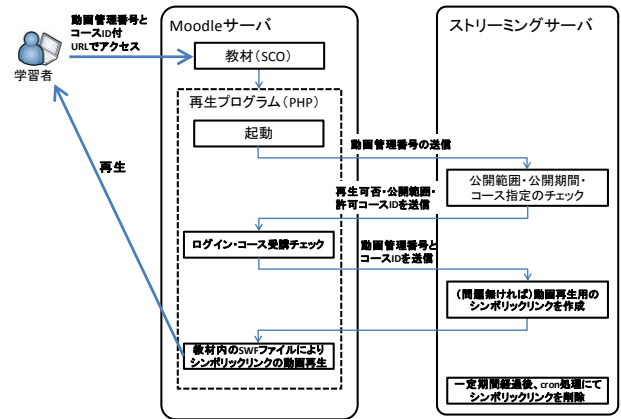 動画管理番号と
コースID付
URLでアクセス
学習者
再生
Moodleサーバ
教材(SCO)
再生プログラム(PHP)
起動
動画管理番号の送信
再生可否・公開範囲・
許可コースIDを送信
ログイン・コース受講チェック
動画管理番号と
コースIDを送信
教材内のSWFファイルにより
シンボリックリンクの動画再生
ストリーミングサーバ
公開範囲・公開期間・
コース指定のチェック
(問題無ければ)動画再生用の
シンボリックリンクを作成
一定期間経過後、cron処理にて
シンボリックリンクを削除